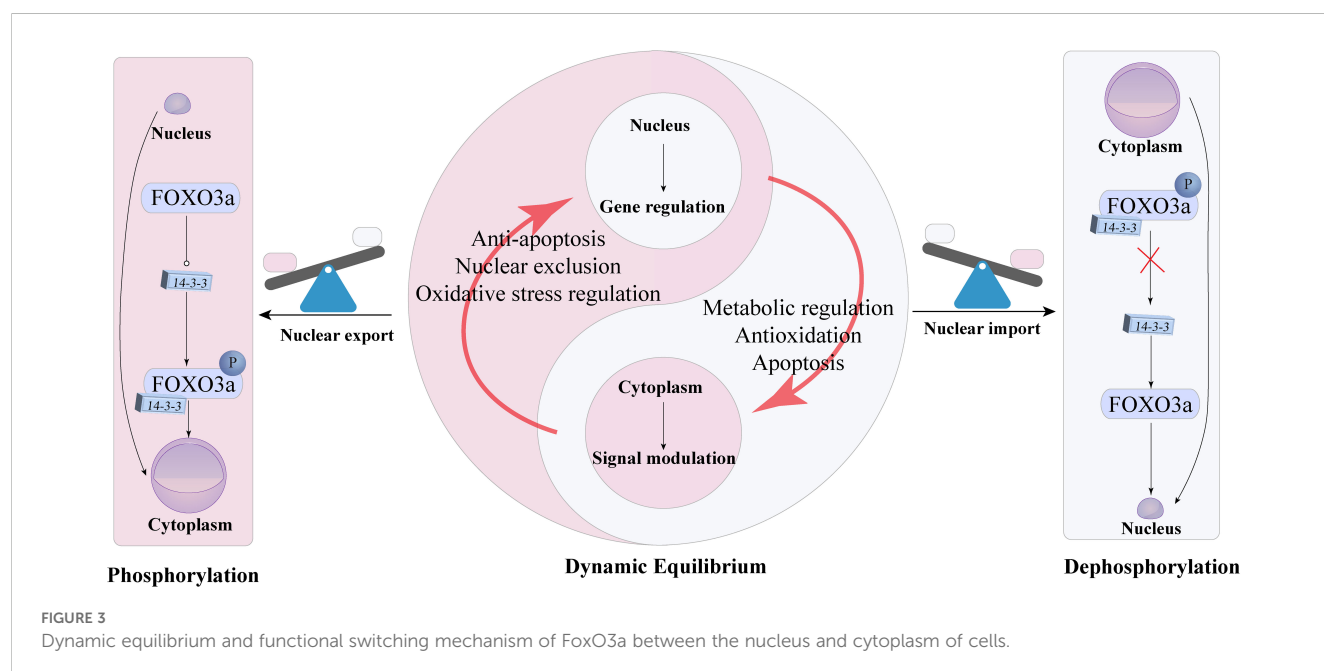 Nucleus
FOXO3a
14-3-3
P
FOXO3a
14-3-3
Cytoplasm
Phosphorylation
Nuclear export
Nucleus
Gene regulation
Anti-apoptosis
Nuclear exclusion
Oxidative stress regulation
Metabolic regulation
Antioxidation
Apoptosis
Cytoplasm
Signal modulation
Dynamic Equilibrium
Nuclear import
Cytoplasm
P
FOXO3a
14-3-3
14-3-3
FOXO3a
Nucleus
Dephosphorylation
FIGURE 3
Dynamic equilibrium and functional switching mechanism of FoxO3a between the nucleus and cytoplasm of cells.